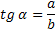 tg α = a/b